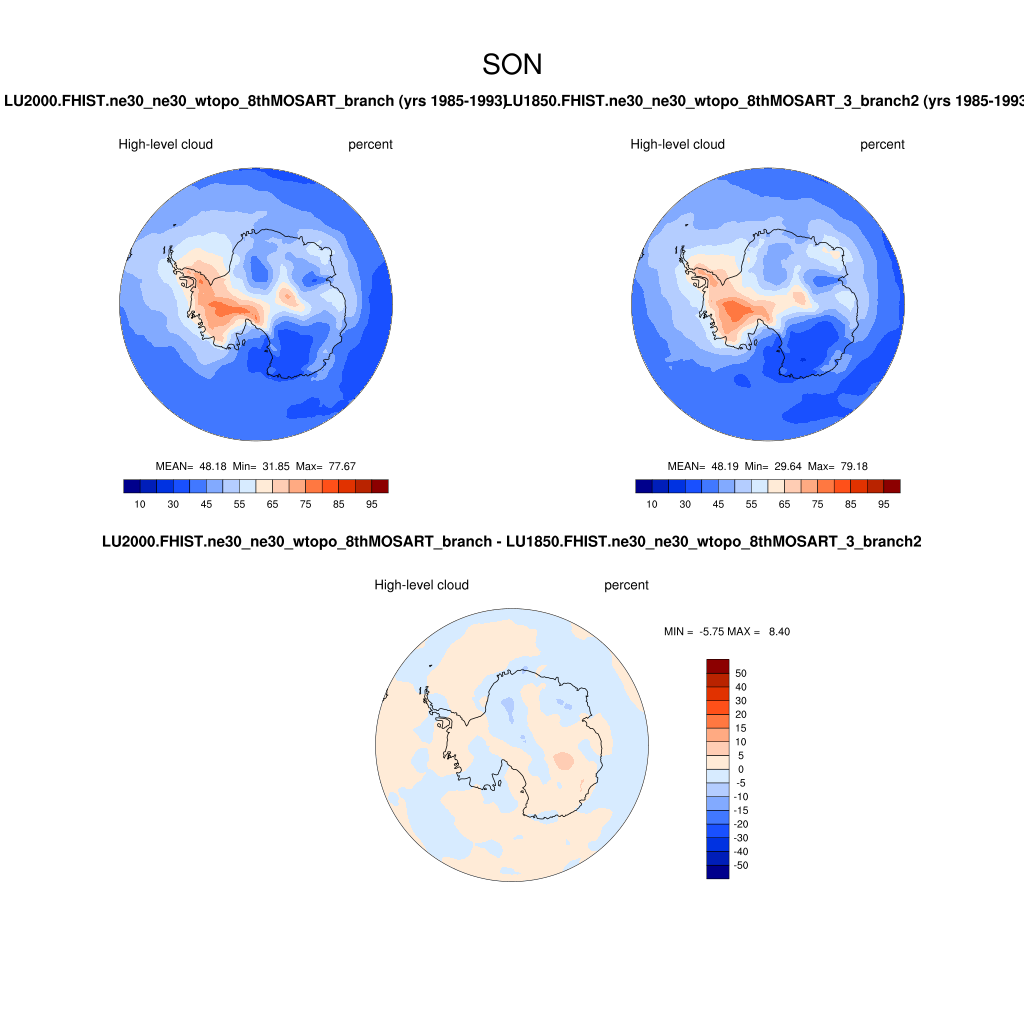 SON
LU2000.FHIST.ne30_ne30_wtopo_8thMOSART_branch (yrs 1985-1993)
LU1850.FHIST.ne30_ne30_wtopo_8thMOSART_3_branch2 (yrs 1985-1993
High-level cloud percent
High-level cloud percent
MEAN= 48.18 Min= 31.85 Max= 77.67
MEAN= 48.19 Min= 29.64 Max= 79.18
10 30 45 55 65 75 85 95
10 30 45 55 65 75 85 95
LU2000.FHIST.ne30_ne30_wtopo_8thMOSART_branch - LU1850.FHIST.ne30_ne30_wtopo_8thMOSART_3_branch2
High-level cloud percent
MIN = -5.75 MAX = 8.40
50
40
30
20
15
10
5
0
-5
-10
-15
-20
-30
-40
-50